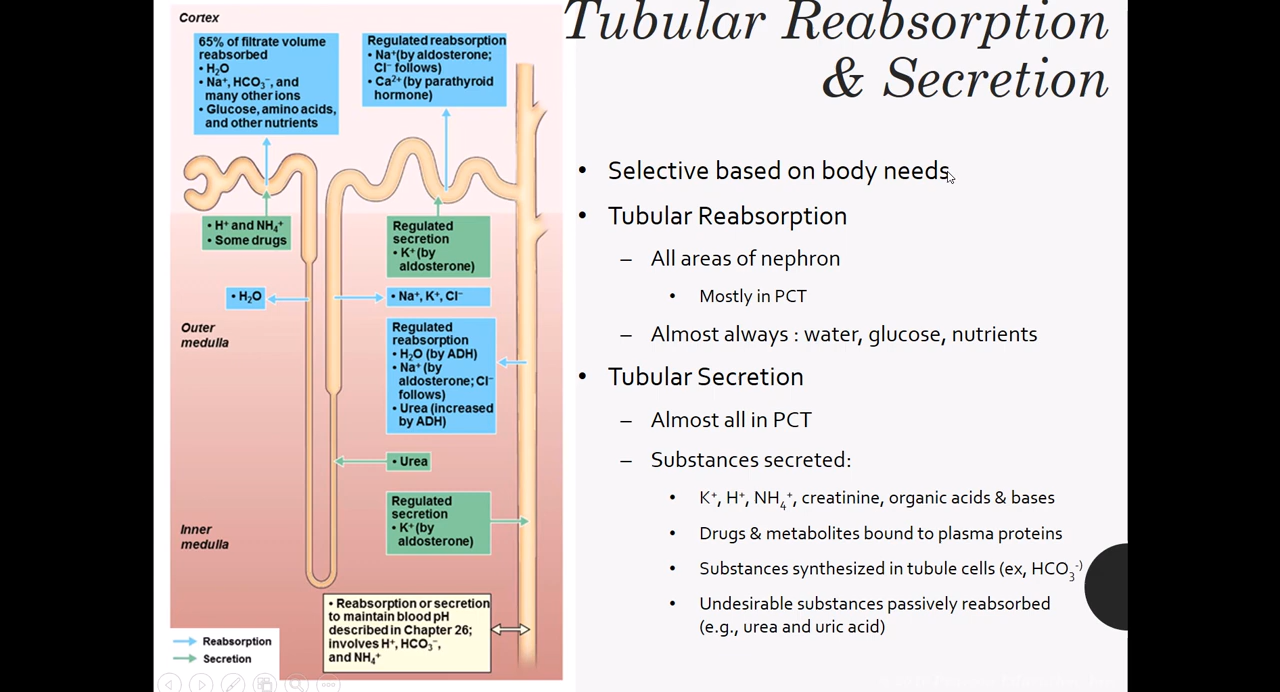 Cortex
65% of filtrate volume
reabsorbed
• H₂O
• Na⁺, HCO₃⁻, and
many other ions
• Glucose, amino acids,
and other nutrients
Regulated reabsorption
• Na⁺(by aldosterone;
Cl⁻ follows)
• Ca²⁺(by parathyroid
hormone)
• H⁺ and NH₄⁺
• Some drugs
Regulated
secretion
• K⁺(by
aldosterone)
• H₂O
• Na⁺, K⁺, Cl⁻
Outer
medulla
Regulated
reabsorption
• H₂O (by ADH)
• Na⁺(by
aldosterone; Cl⁻
follows)
• Urea (increased
by ADH)
• Urea
Regulated
secretion
• K⁺(by
aldosterone)
Inner
medulla
• Reabsorption or secretion
to maintain blood pH
described in Chapter 26;
involves H⁺, HCO₃⁻,
and NH₄⁺
Reabsorption
Secretion
Tubular Reabsorption
& Secretion
• Selective based on body needs
• Tubular Reabsorption
– All areas of nephron
• Mostly in PCT
– Almost always : water, glucose, nutrients
• Tubular Secretion
– Almost all in PCT
– Substances secreted:
• K⁺, H⁺, NH₄⁺, creatinine, organic acids & bases
• Drugs & metabolites bound to plasma proteins
• Substances synthesized in tubule cells (ex, HCO₃⁻)
• Undesirable substances passively reabsorbed
(e.g., urea and uric acid)